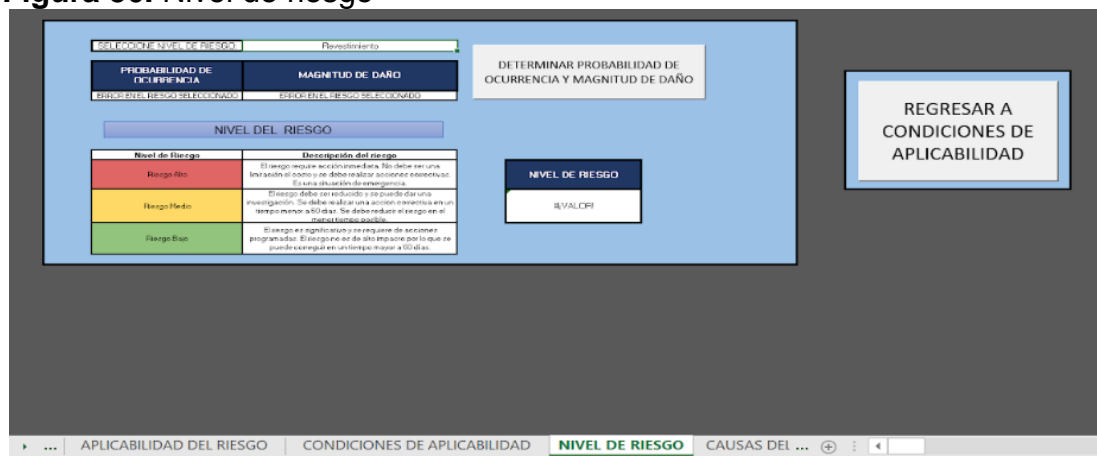 Figura 38. Nivel de riesgo
SELECCIONE NIVEL DE RIESGO Revestimiento
PROBABILIDAD DE
OCURRENCIA
MAGNITUD DE DAÑO
ERROR EN EL RIESGO SELECCIONADO ERROR EN EL RIESGO SELECCIONADO
DETERMINAR PROBABILIDAD DE
OCURRENCIA Y MAGNITUD DE DAÑO
REGRESAR A
CONDICIONES DE
APLICABILIDAD
NIVEL DEL RIESGO
Nivel de Riesgo Descripción del riesgo
Riesgo Alto
El riesgo require acción inmediata. No debe ser una
limitación el costo y se debe realizar acciones correctivas.
Es una situación de emergencia.
Riesgo Medio
El riesgo debe ser reducido y se puede dar una
investigación. Se debe realizar una acción correctiva en un
tiempo menor a 60 días. Se debe reducir el riesgo en el
menor tiempo posible.
Riesgo Bajo
El riesgo es significativo y se requiere de acciones
programadas. El riesgo no es de alto impacto por lo que se
puede corregir en un tiempo mayor a 60 días.
NIVEL DE RIESGO
#¡VALOR!
... APLICABILIDAD DEL RIESGO CONDICIONES DE APLICABILIDAD NIVEL DE RIESGO CAUSAS DEL ...